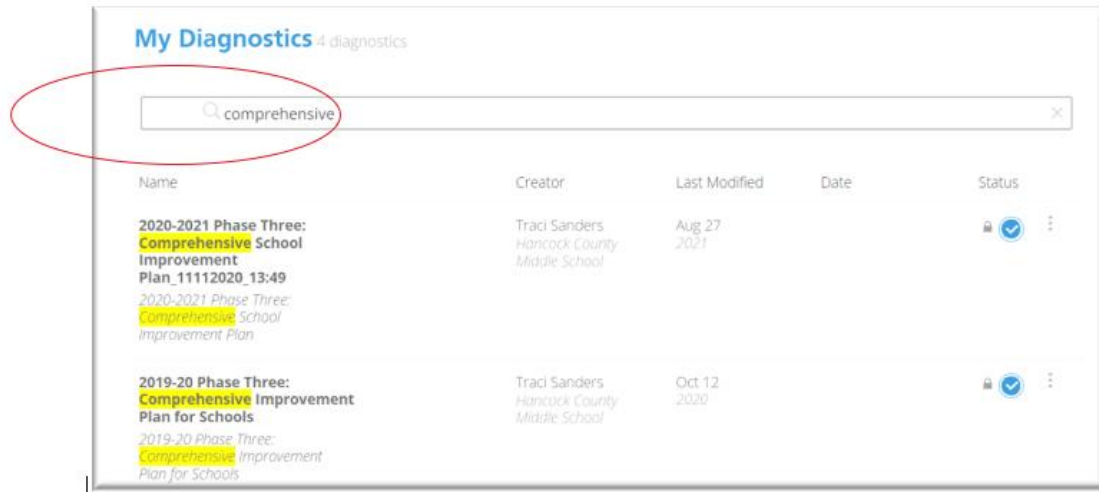 My Diagnostics 4 diagnostics
comprehensive
Name Creator Last Modified Date Status
2020-2021 Phase Three: Traci Sanders Aug 27
Comprehensive School Hancock County 2021
Improvement Middle School
Plan_11112020_13:49
2020-2021 Phase Three:
Comprehensive School
Improvement Plan
2019-20 Phase Three: Traci Sanders Oct 12
Comprehensive Improvement Hancock County 2020
Plan for Schools Middle School
2019-20 Phase Three:
Comprehensive Improvement
Plan for Schools